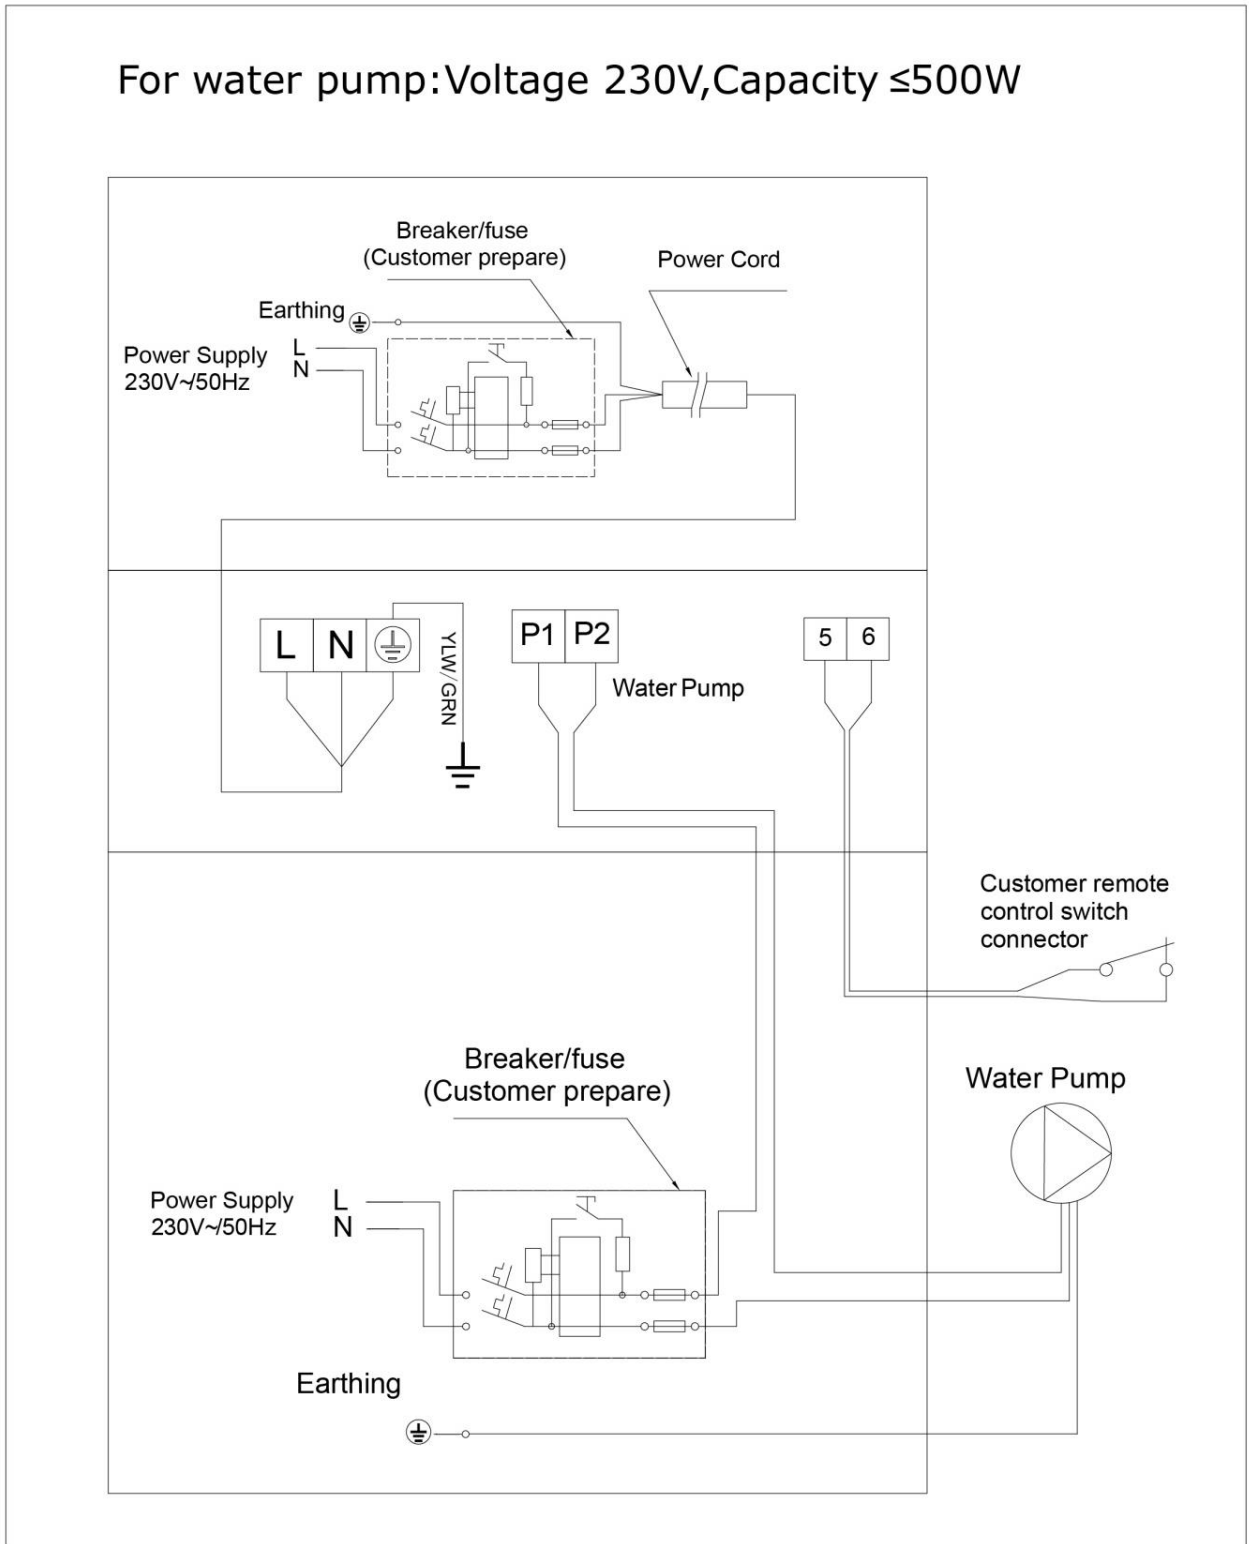 For water pump:Voltage 230V,Capacity ≤500W
Breaker/fuse
(Customer prepare)
Power Cord
Earthing
Power Supply
230V~/50Hz
L
N
L N
YLW/GRN
P1 P2
Water Pump
5 6
Customer remote
control switch
connector
Breaker/fuse
(Customer prepare)
Water Pump
Power Supply
230V~/50Hz
L
N
Earthing